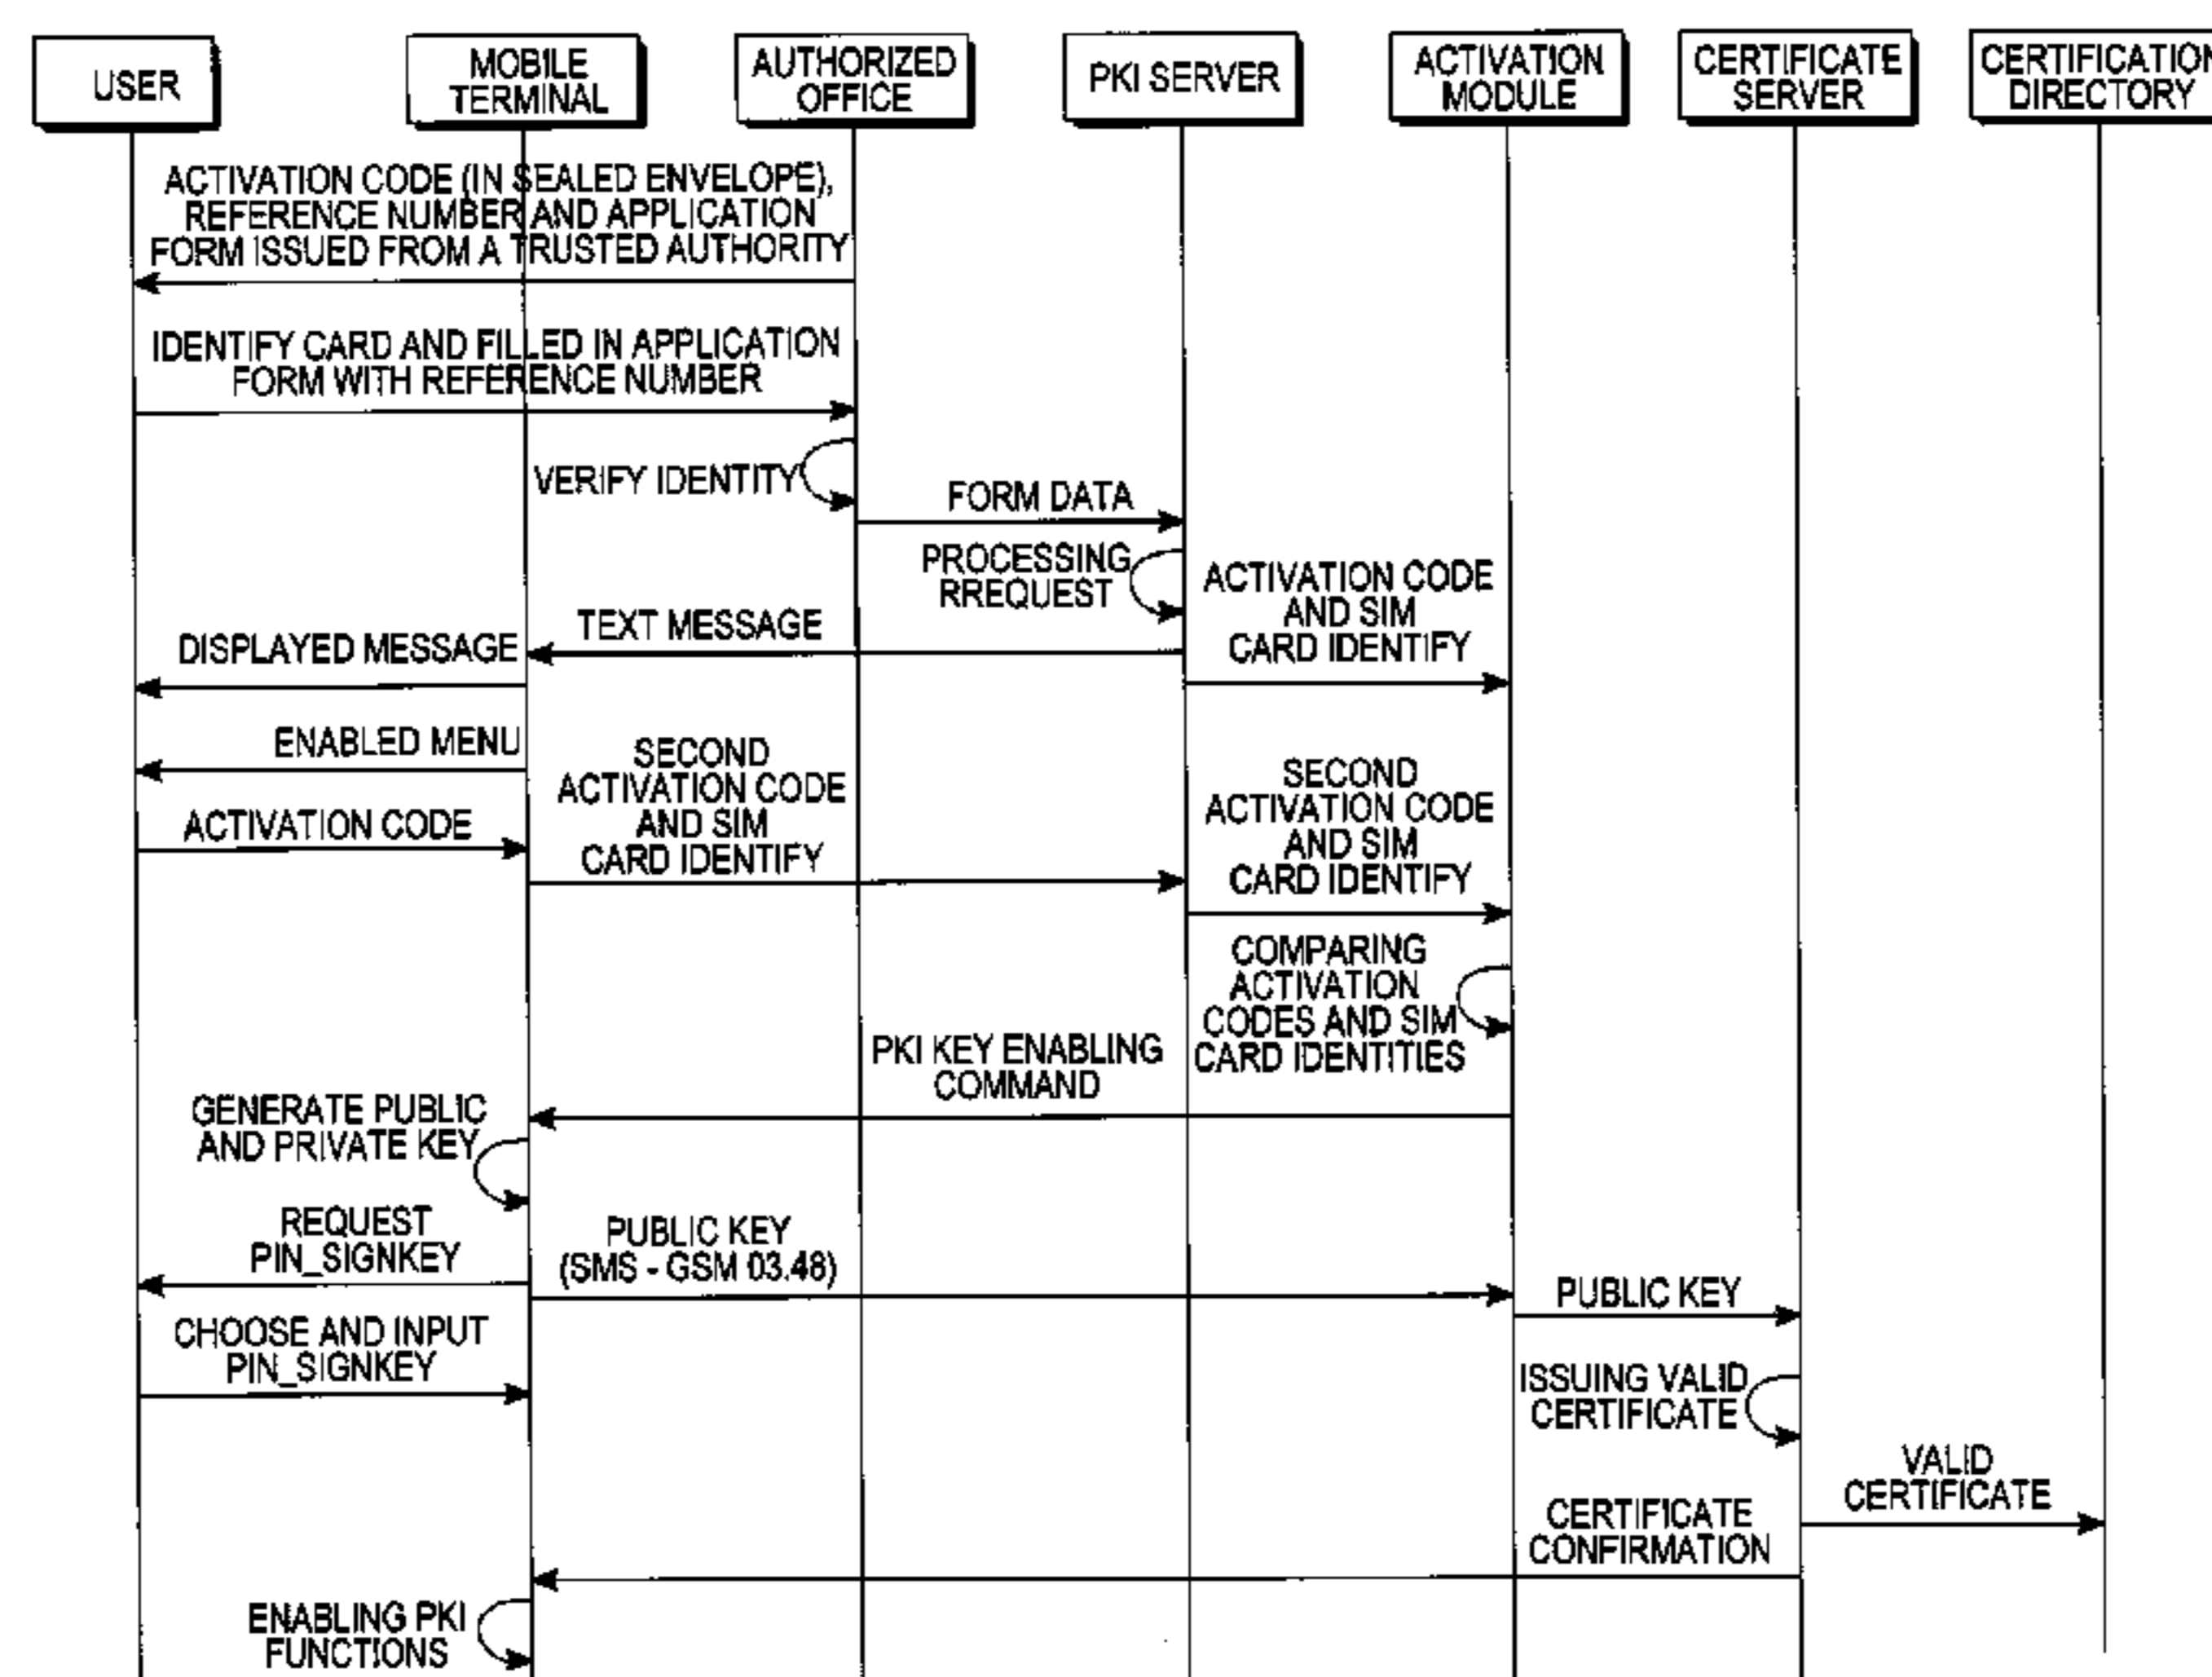 USER
MOBILE
TERMINAL
AUTHORIZED
OFFICE
PKI SERVER
ACTIVATION
MODULE
CERTIFICATE
SERVER
CERTIFICATION
DIRECTORY
ACTIVATION CODE (IN SEALED ENVELOPE),
REFERENCE NUMBER AND APPLICATION
FORM ISSUED FROM A TRUSTED AUTHORITY
IDENTIFY CARD AND FILLED IN APPLICATION
FORM WITH REFERENCE NUMBER
VERIFY IDENTITY
FORM DATA
PROCESSING
RREQUEST
ACTIVATION CODE
AND SIM
CARD IDENTIFY
TEXT MESSAGE
DISPLAYED MESSAGE
ENABLED MENU
SECOND
ACTIVATION CODE
AND SIM
CARD IDENTIFY
SECOND
ACTIVATION CODE
AND SIM
CARD IDENTIFY
ACTIVATION CODE
COMPARING
ACTIVATION
CODES AND SIM
CARD IDENTITIES
PKI KEY ENABLING
COMMAND
GENERATE PUBLIC
AND PRIVATE KEY
REQUEST
PIN_SIGNKEY
PUBLIC KEY
(SMS - GSM 03.48)
PUBLIC KEY
CHOOSE AND INPUT
PIN_SIGNKEY
ISSUING VALID
CERTIFICATE
VALID
CERTIFICATE
CERTIFICATE
CONFIRMATION
ENABLING PKI
FUNCTIONS